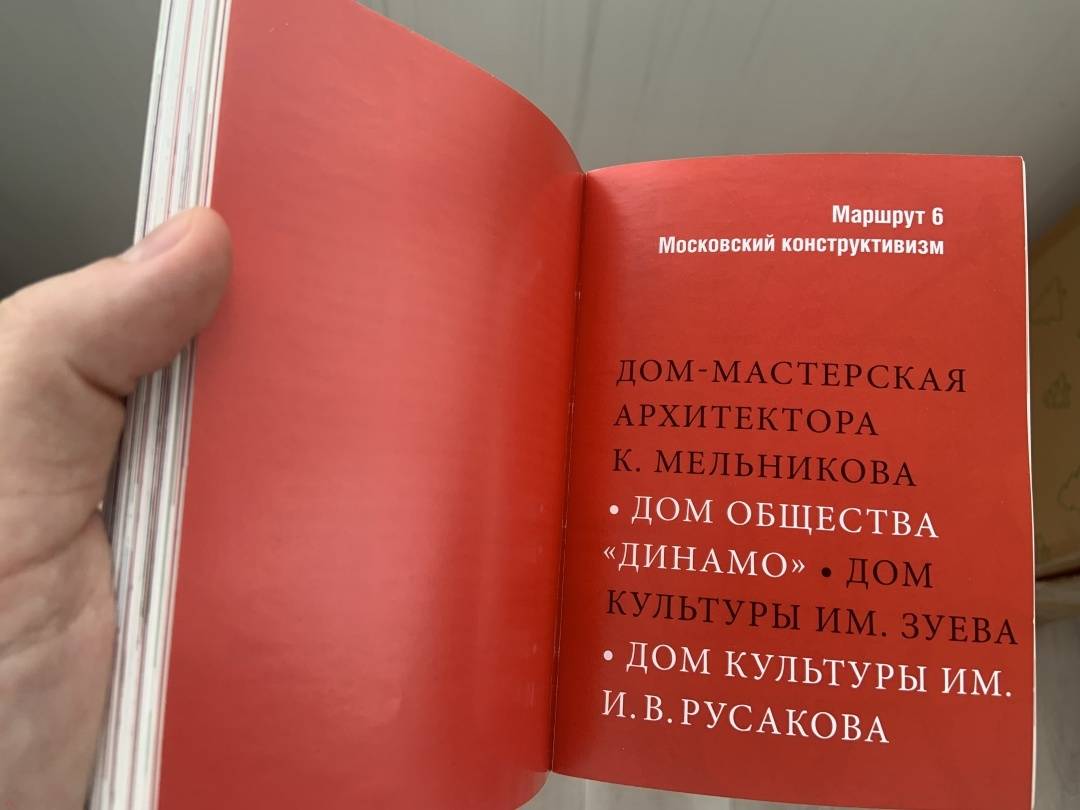 Маршрут 6
Московский конструктивизм
ДОМ-МАСТЕРСКАЯ
АРХИТЕКТОРА
К. МЕЛЬНИКОВА
• ДОМ ОБЩЕСТВА
«ДИНАМО» • ДОМ
КУЛЬТУРЫ ИМ. ЗУЕВА
• ДОМ КУЛЬТУРЫ ИМ.
И. В. РУСАКОВА